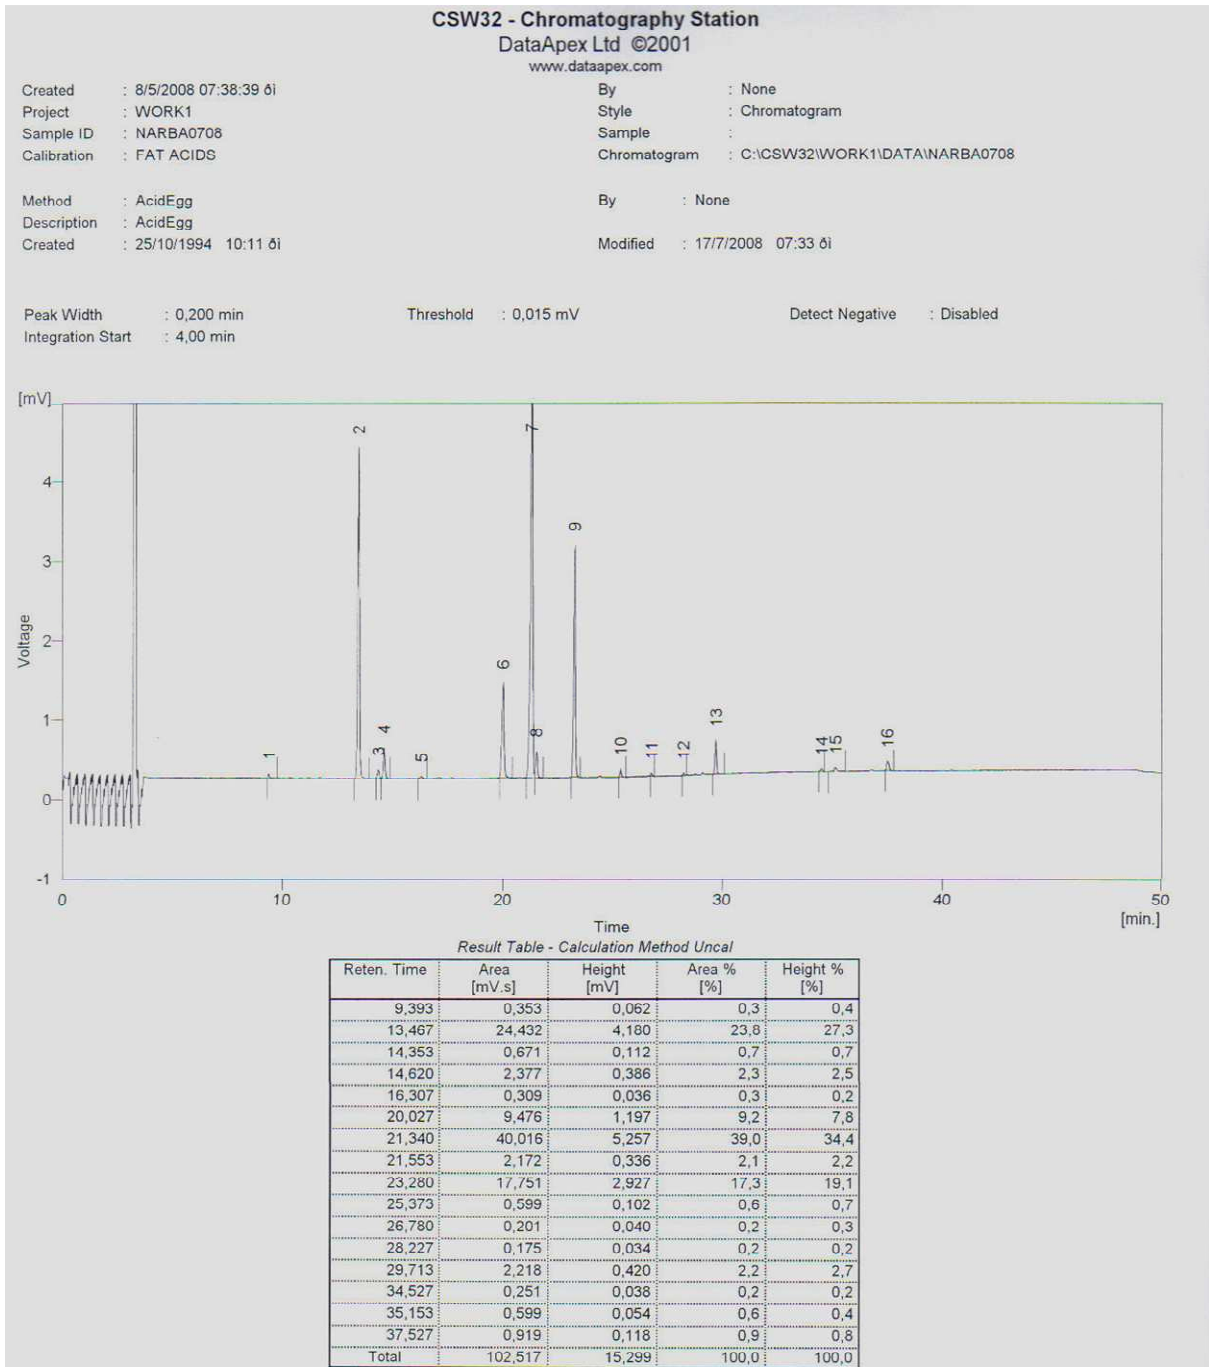 CSW32 - Chromatography Station
DataApex Ltd ©2001
www.dataapex.com
Created : 8/5/2008 07:38:39 ðì By : None
Project : WORK1 Style : Chromatogram
Sample ID : NARBA0708 Sample :
Calibration : FAT ACIDS Chromatogram : C:\CSW32\WORK1\DATA\NARBA0708
Method : AcidEgg By : None
Description : AcidEgg
Created : 25/10/1994 10:11 ðì Modified : 17/7/2008 07:33 ðì
Peak Width : 0,200 min Threshold : 0,015 mV Detect Negative : Disabled
Integration Start : 4,00 min
[mV]
4
3
2
1
0
-1
Voltage
1
2
3
4
5
6
7
8
9
10
11
12
13
14
15
16
0 10 20 30 40 50
[min.]
Time
Result Table - Calculation Method Uncal
Reten. Time Area Height Area % Height %
[mV.s] [mV] [%] [%]
9,393 0,353 0,062 0,3 0,4
13,467 24,432 4,180 23,8 27,3
14,353 0,671 0,112 0,7 0,7
14,620 2,377 0,386 2,3 2,5
16,307 0,309 0,036 0,3 0,2
20,027 9,476 1,197 9,2 7,8
21,340 40,016 5,257 39,0 34,4
21,553 2,172 0,336 2,1 2,2
23,280 17,751 2,927 17,3 19,1
25,373 0,599 0,102 0,6 0,7
26,780 0,201 0,040 0,2 0,3
28,227 0,175 0,034 0,2 0,2
29,713 2,218 0,420 2,2 2,7
34,527 0,251 0,038 0,2 0,2
35,153 0,599 0,054 0,6 0,4
37,527 0,919 0,118 0,9 0,8
Total 102,517 15,299 100,0 100,0